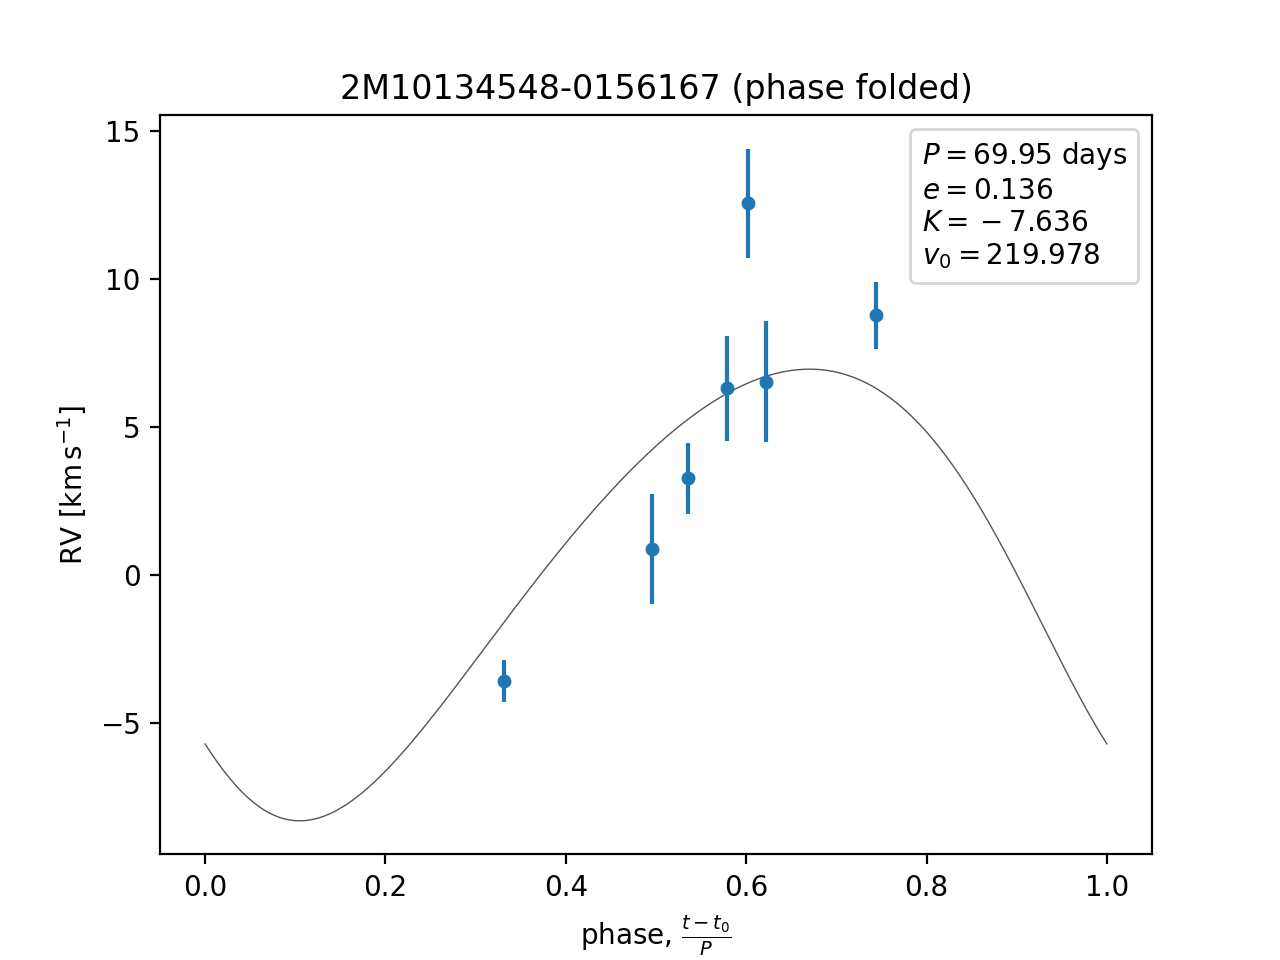 2M10134548-0156167 (phase folded)
P = 69.95 days
e = 0.136
K = −7.636
v₀ = 219.978
15
10
5
0
−5
RV [km s⁻¹]
0.0 0.2 0.4 0.6 0.8 1.0
phase, (t − t₀)/P